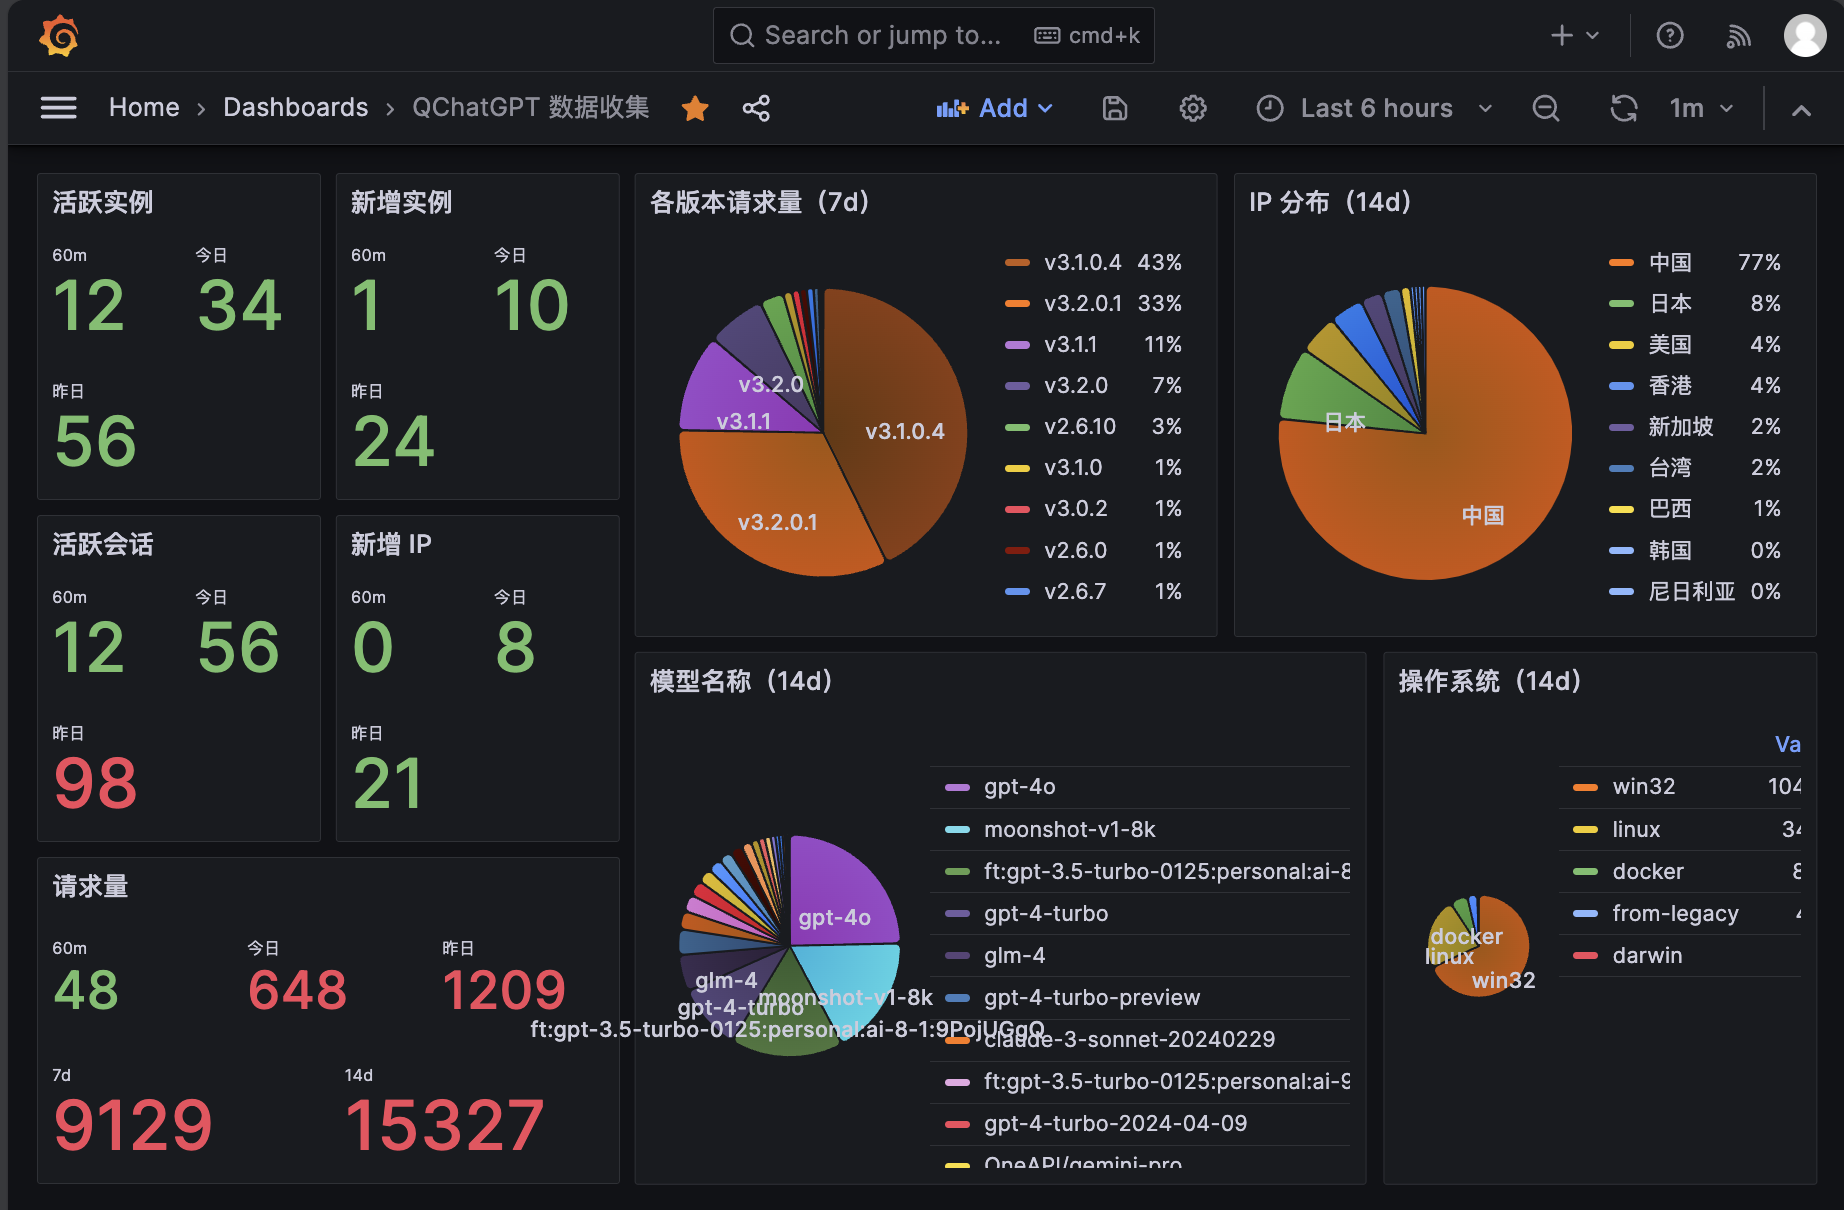 Search or jump to...
cmd+k
Home › Dashboards › QChatGPT 数据收集
Add
Last 6 hours
1m
活跃实例
60m
12
今日
34
昨日
56
新增实例
60m
1
今日
10
昨日
24
活跃会话
60m
12
今日
56
昨日
98
新增 IP
60m
0
今日
8
昨日
21
请求量
60m
48
今日
648
昨日
1209
7d
9129
14d
15327
各版本请求量（7d）
v3.2.0
v3.1.1
v3.1.0.4
v3.2.0.1
v3.1.0.4 43%
v3.2.0.1 33%
v3.1.1 11%
v3.2.0 7%
v2.6.10 3%
v3.1.0 1%
v3.0.2 1%
v2.6.0 1%
v2.6.7 1%
IP 分布（14d）
日本
中国
中国 77%
日本 8%
美国 4%
香港 4%
新加坡 2%
台湾 2%
巴西 1%
韩国 0%
尼日利亚 0%
模型名称（14d）
gpt-4o
glm-4
moonshot-v1-8k
gpt-4-turbo
ft:gpt-3.5-turbo-0125:personal:ai-8-1:9PojUGgQ
gpt-4o
moonshot-v1-8k
ft:gpt-3.5-turbo-0125:personal:ai-8
gpt-4-turbo
glm-4
gpt-4-turbo-preview
claude-3-sonnet-20240229
ft:gpt-3.5-turbo-0125:personal:ai-9
gpt-4-turbo-2024-04-09
OneAPI/gemini-pro
操作系统（14d）
docker
linux
win32
Va
win32 104
linux 34
docker 8
from-legacy 4
darwin